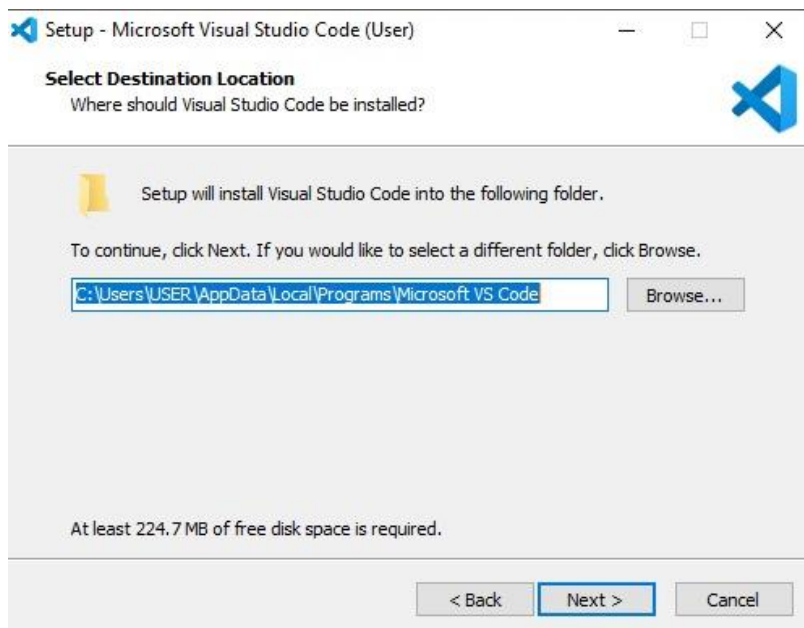 Setup - Microsoft Visual Studio Code (User)
Select Destination Location
Where should Visual Studio Code be installed?
Setup will install Visual Studio Code into the following folder.
To continue, click Next. If you would like to select a different folder, click Browse.
C:\Users\USER\AppData\Local\Programs\Microsoft VS Code
Browse...
At least 224.7 MB of free disk space is required.
< Back
Next >
Cancel